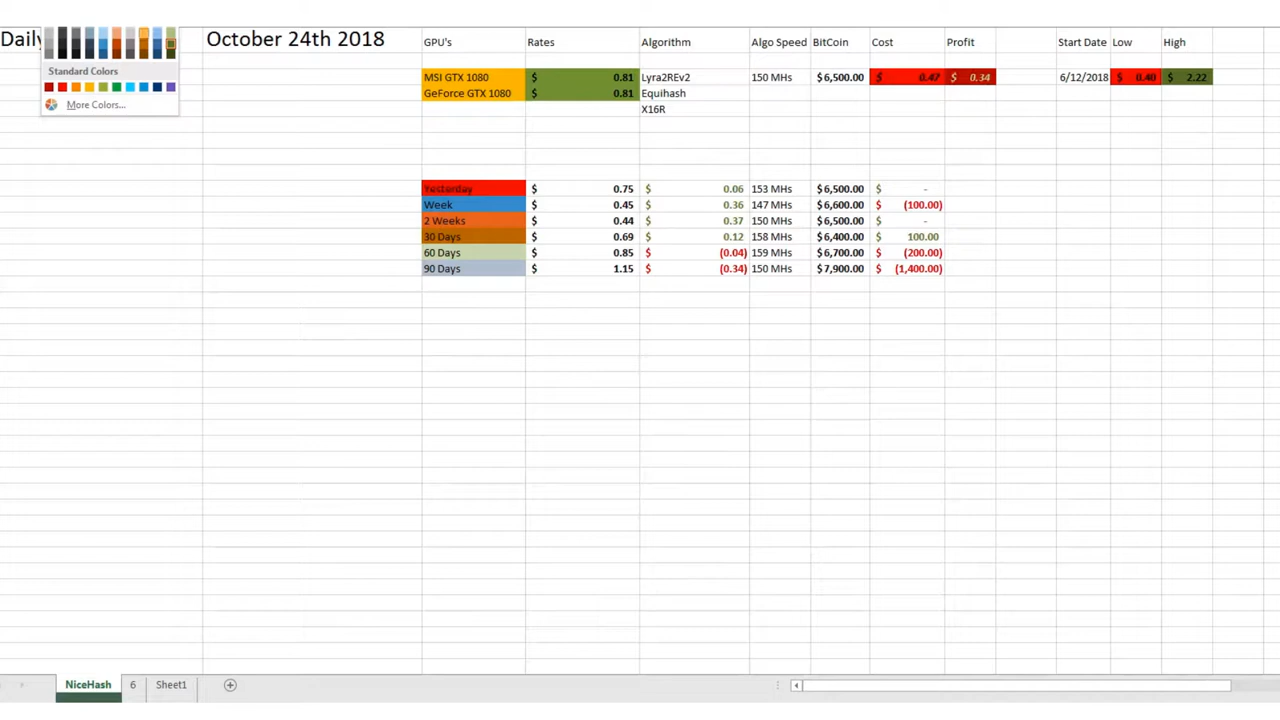 Daily October 24th 2018 GPU's Rates Algorithm Algo Speed BitCoin Cost Profit Start Date Low High
Standard Colors
MSI GTX 1080 $ 0.81 Lyra2REv2 150 MHs $6,500.00 $ 0.47 $ 0.34 6/12/2018 $ 0.40 $ 2.22
GeForce GTX 1080 $ 0.81 Equihash
More Colors... X16R
Yesterday $ 0.75 $ 0.06 153 MHs $6,500.00 $ -
Week $ 0.45 $ 0.36 147 MHs $6,600.00 $ (100.00)
2 Weeks $ 0.44 $ 0.37 150 MHs $6,500.00 $ -
30 Days $ 0.69 $ 0.12 158 MHs $6,400.00 $ 100.00
60 Days $ 0.85 $ (0.04) 159 MHs $6,700.00 $ (200.00)
90 Days $ 1.15 $ (0.34) 150 MHs $7,900.00 $ (1,400.00)
NiceHash 6 Sheet1